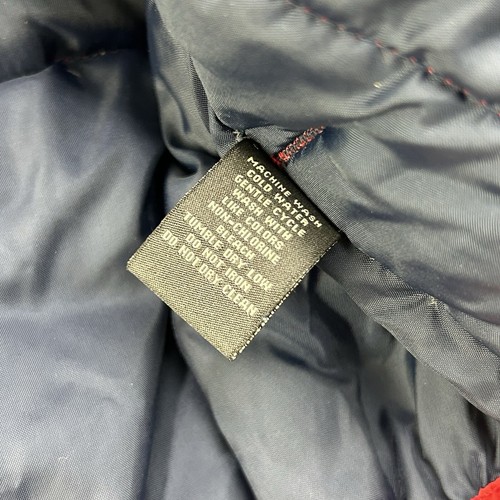 MACHINE WASH
COLD WATER
GENTLE CYCLE
WASH WITH
LIKE COLORS
NON-CHLORINE
BLEACH
TUMBLE DRY LOW
DO NOT IRON
DO NOT DRY CLEAN